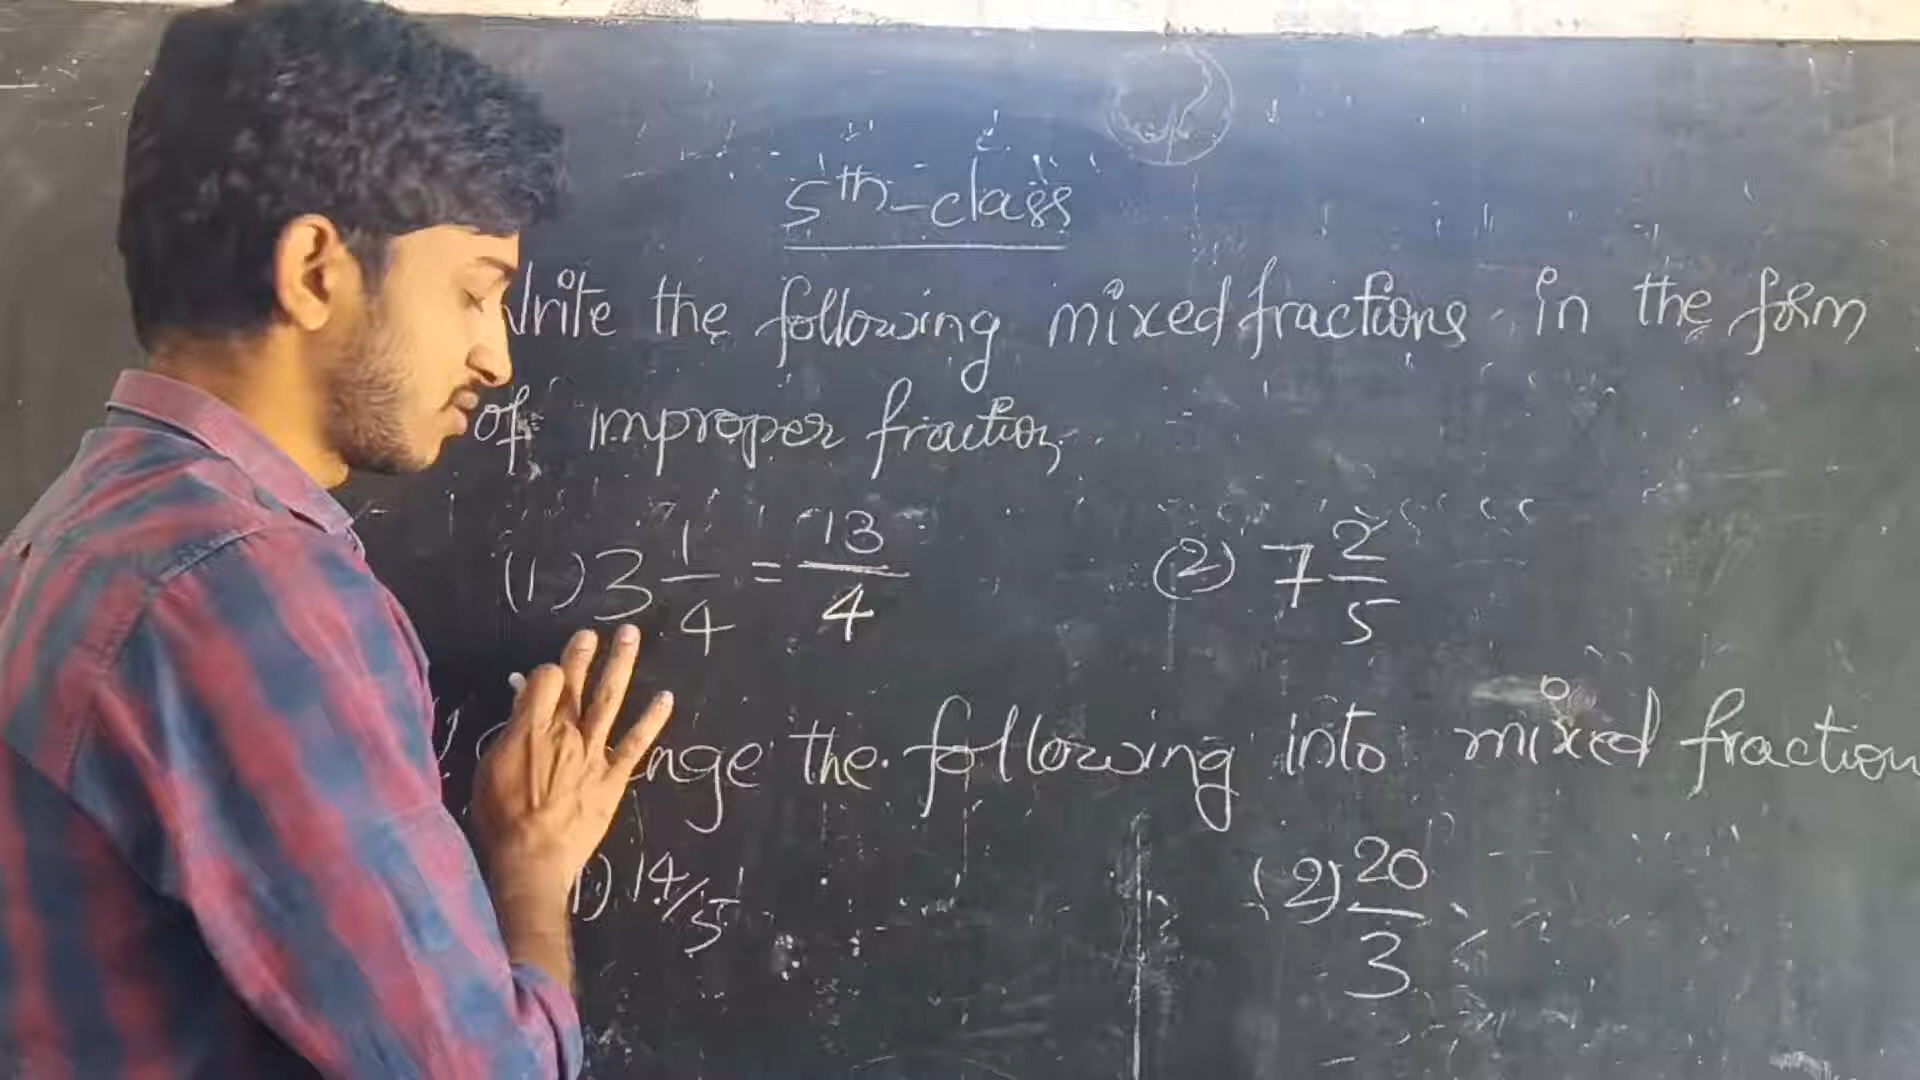 5th-class
Write the following mixed fractions in the form
of improper fraction
(1) 3 1/4 = 13/4 (2) 7 2/5
the following into mixed fraction
1) 14/5 (2) 20/3